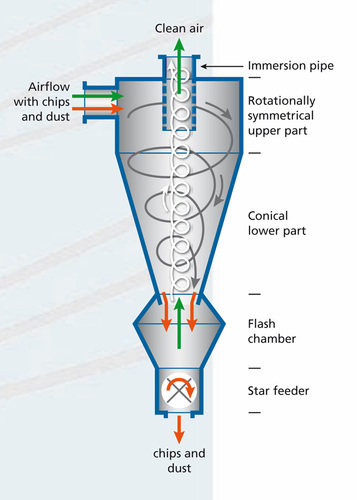 Clean air
Immersion pipe
Airflow
with chips
and dust
Rotationally
symmetrical
upper part
Conical
lower part
Flash
chamber
Star feeder
chips and
dust